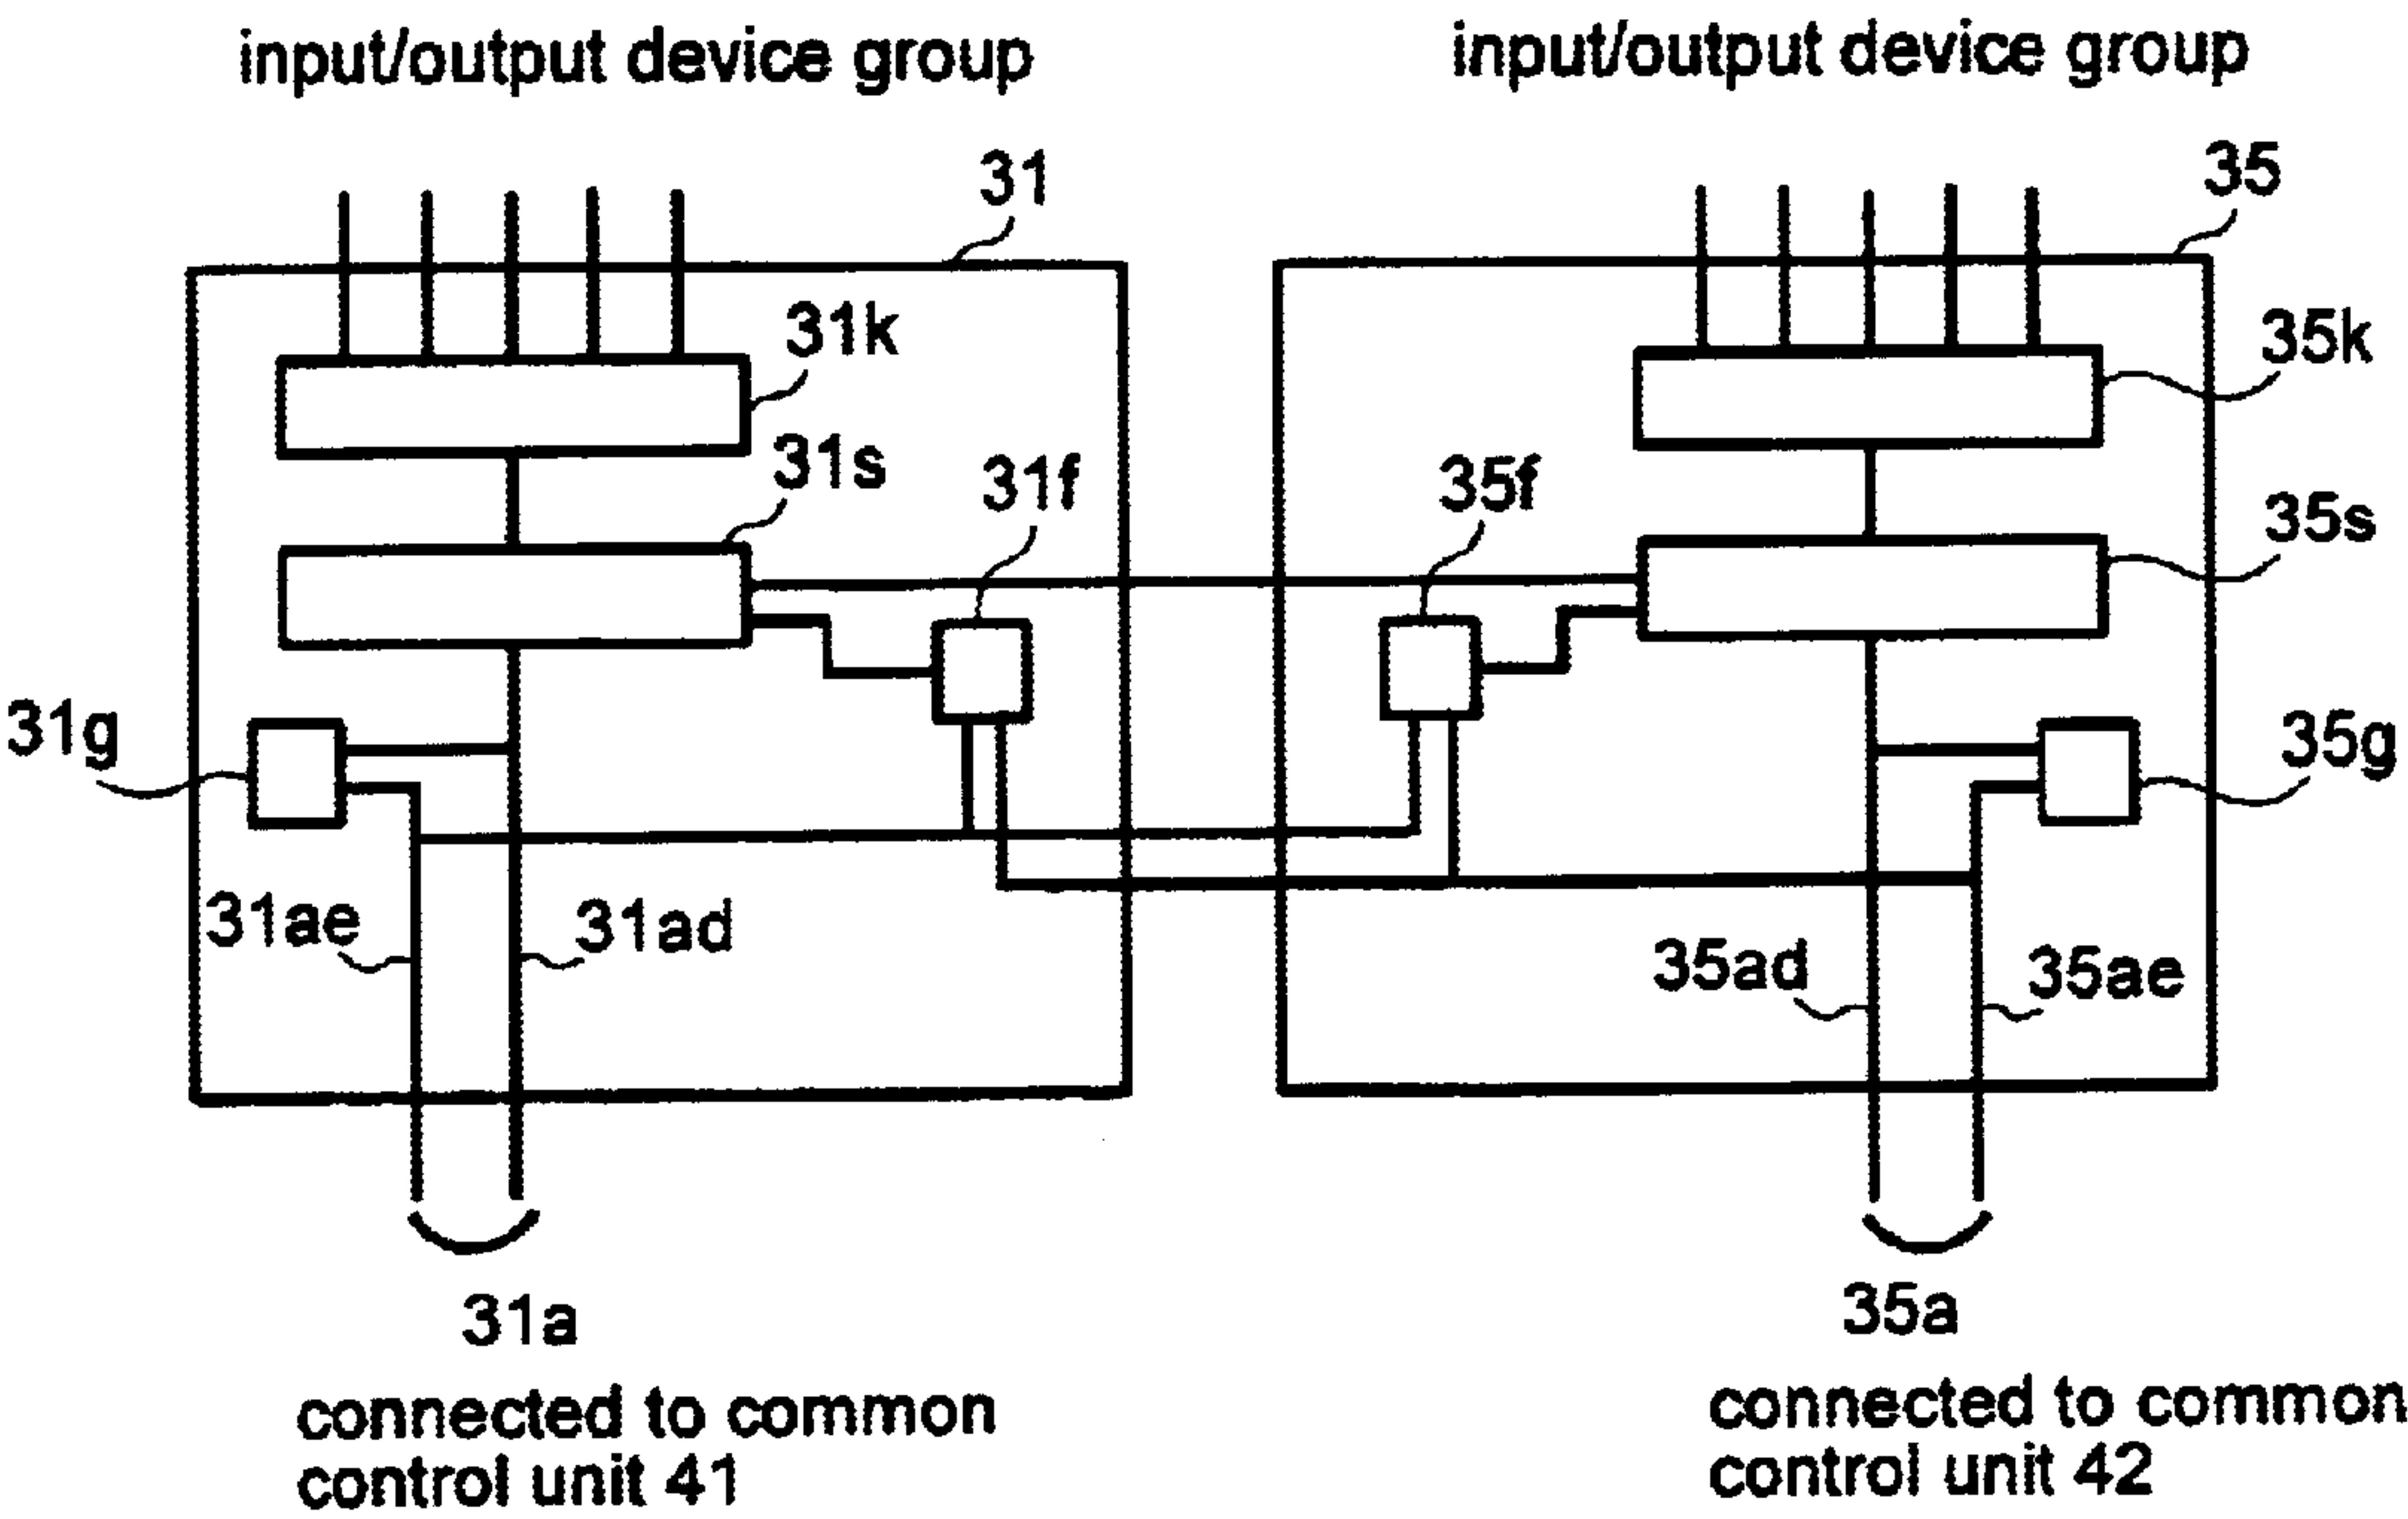 input/output device group
input/output device group
31
35
31k
35k
31s
31f
35f
35s
31g
35g
31ae
31ad
35ad
35ae
31a
35a
connected to common
control unit 41
connected to common
control unit 42